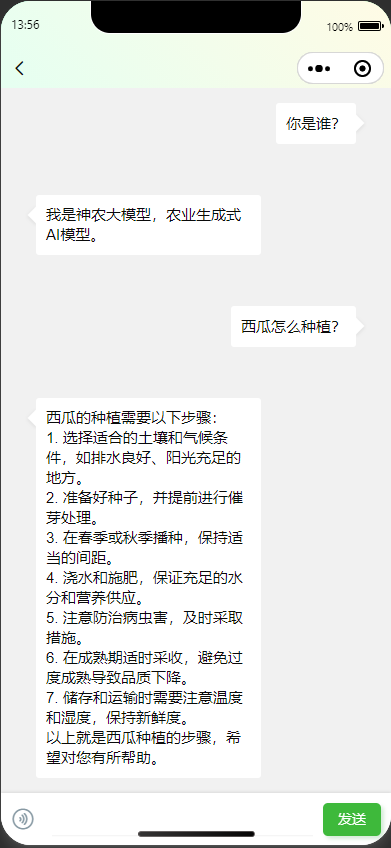 13:56
100%
你是谁？
我是神农大模型，农业生成式
AI模型。
西瓜怎么种植？
西瓜的种植需要以下步骤：
1. 选择适合的土壤和气候条
件，如排水良好、阳光充足的
地方。
2. 准备好种子，并提前进行催
芽处理。
3. 在春季或秋季播种，保持适
当的间距。
4. 浇水和施肥，保证充足的水
分和营养供应。
5. 注意防治病虫害，及时采取
措施。
6. 在成熟期适时采收，避免过
度成熟导致品质下降。
7. 储存和运输时需要注意温度
和湿度，保持新鲜度。
以上就是西瓜种植的步骤，希
望对您有所帮助。
发送